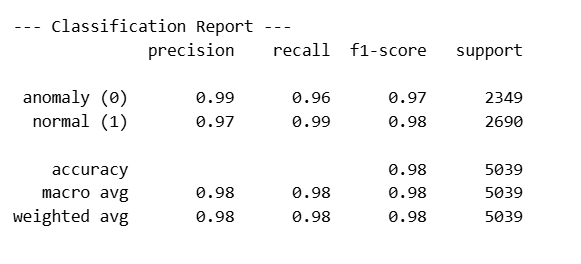 --- Classification Report ---
precision recall f1-score support
anomaly (0) 0.99 0.96 0.97 2349
normal (1) 0.97 0.99 0.98 2690
accuracy 0.98 5039
macro avg 0.98 0.98 0.98 5039
weighted avg 0.98 0.98 0.98 5039